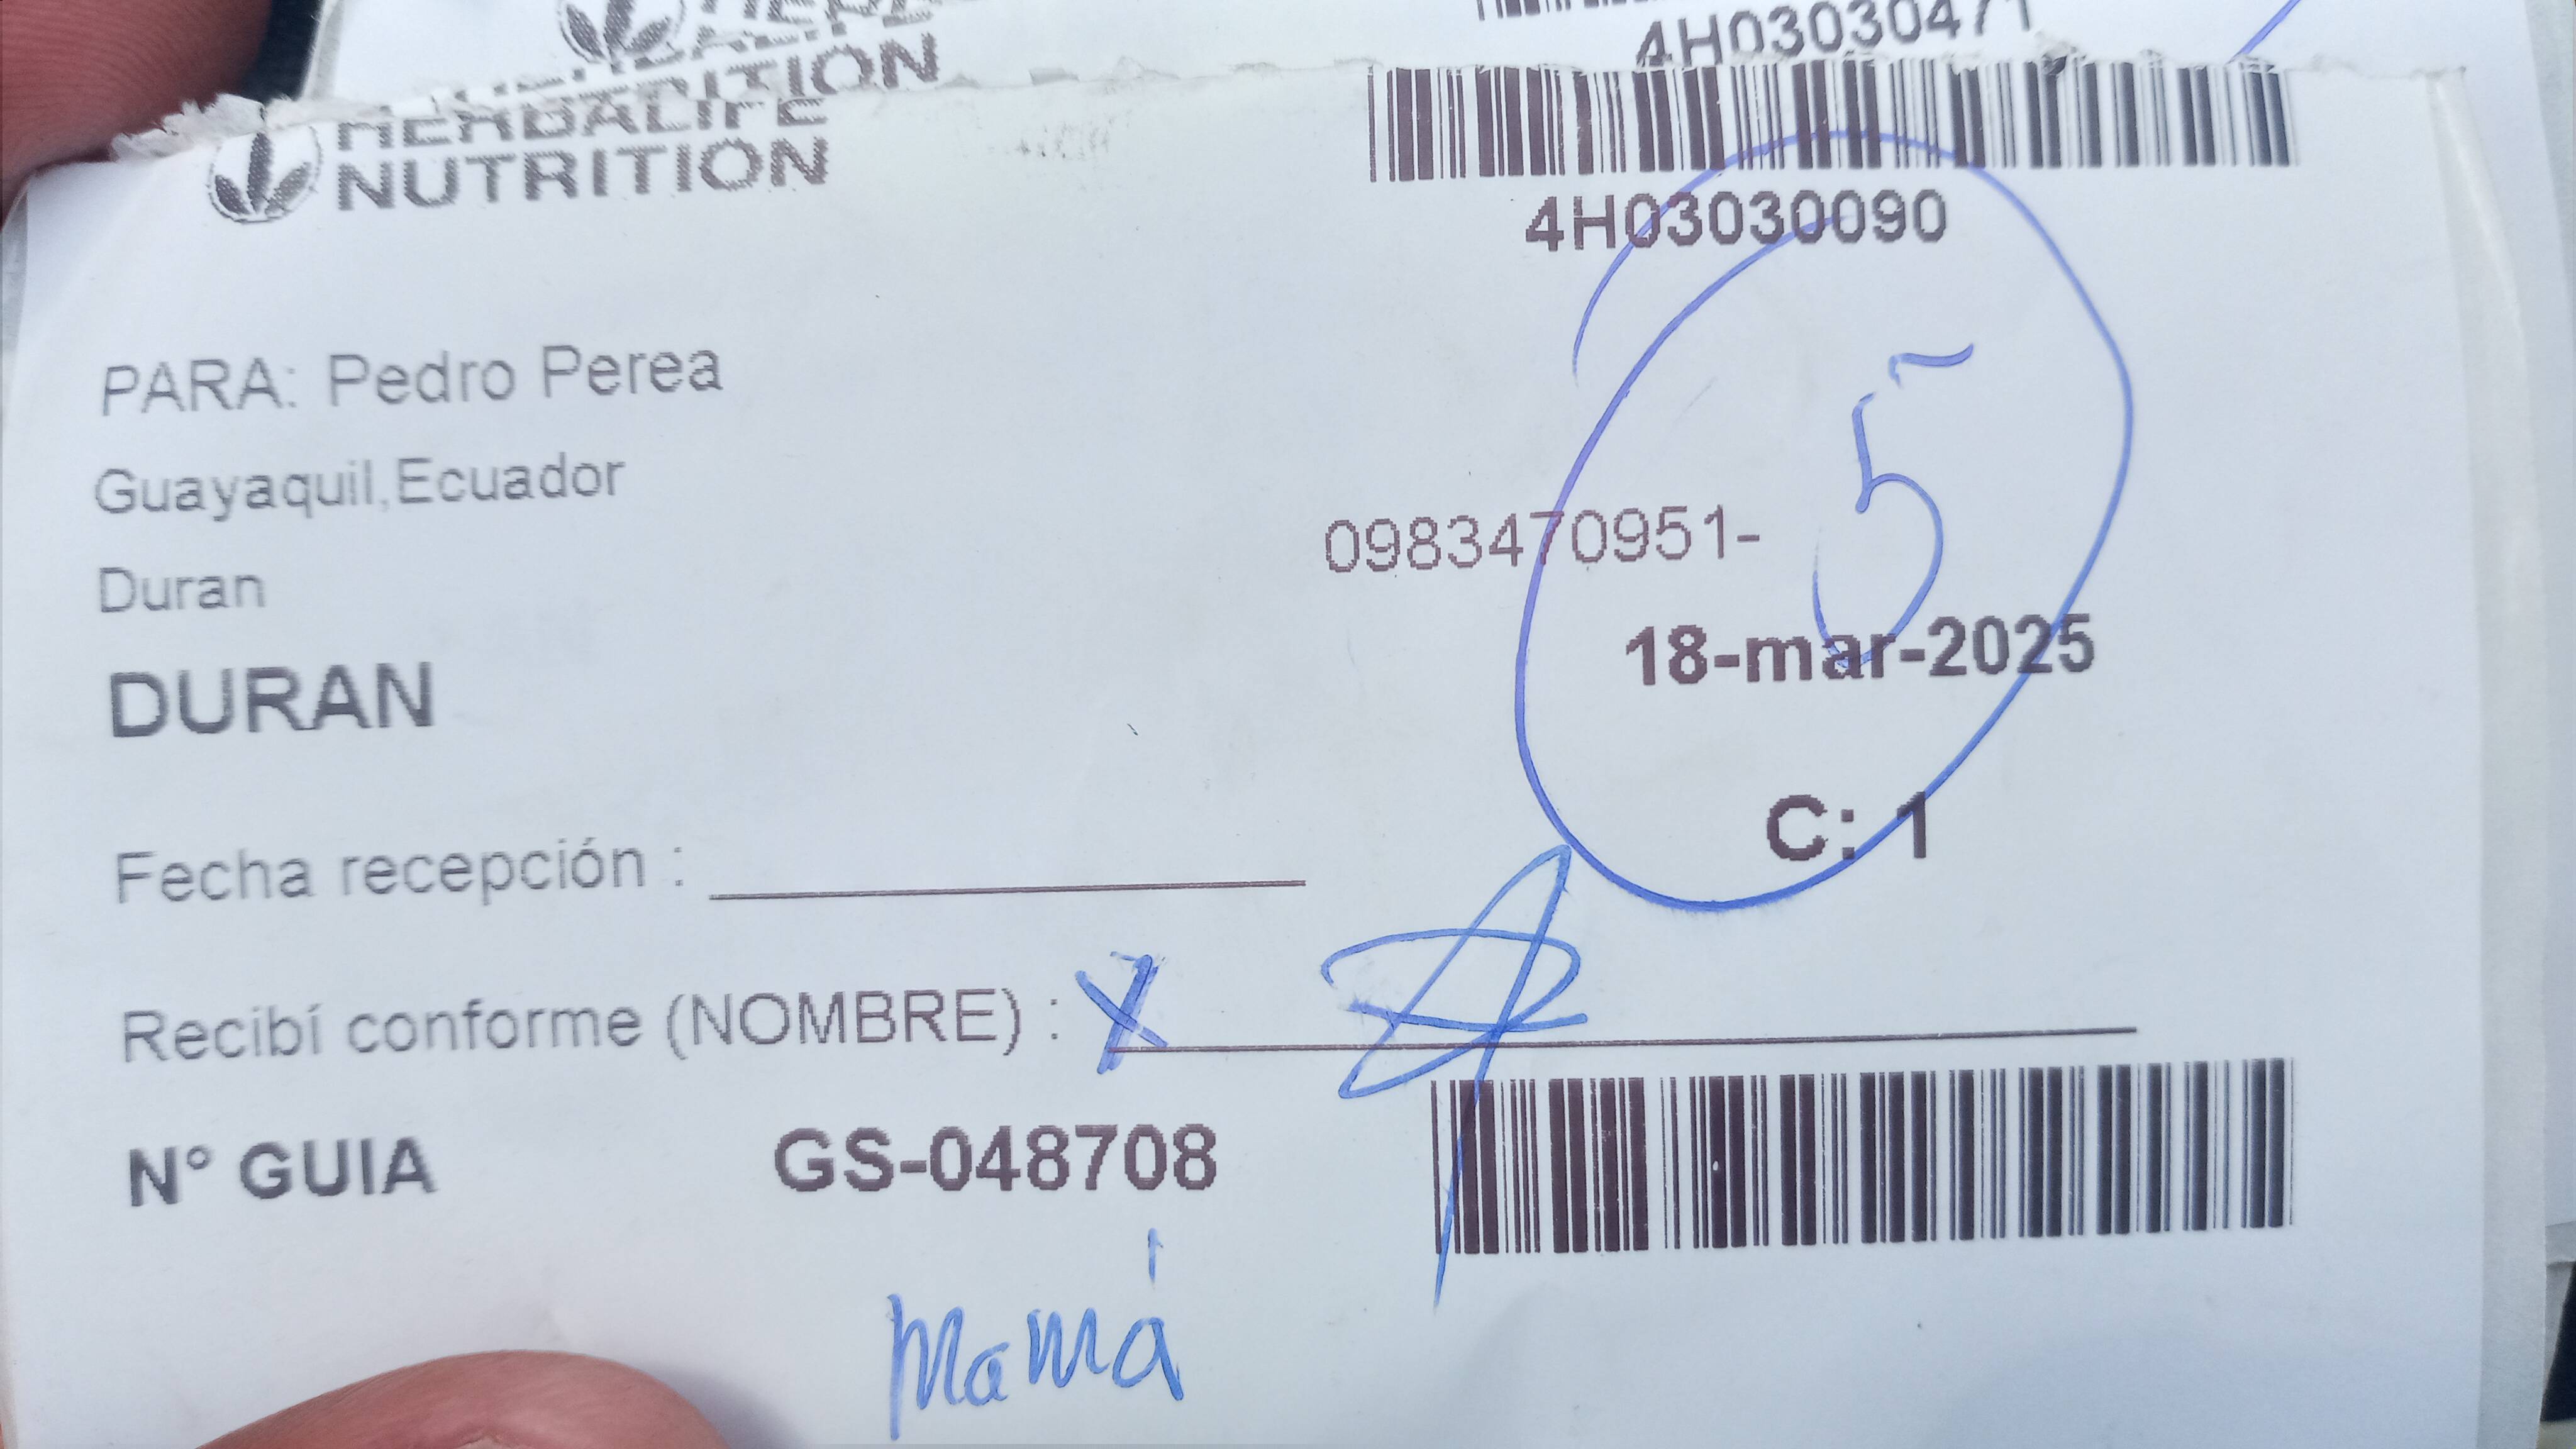 NUTRITION
4H03030471
HERBALIFE
NUTRITION
4H03030090
PARA: Pedro Perea
Guayaquil,Ecuador
5
0983470951-
Duran
18-mar-2025
DURAN
C: 1
Fecha recepción :
Recibí conforme (NOMBRE) : X
N° GUIA GS-048708
Mamá